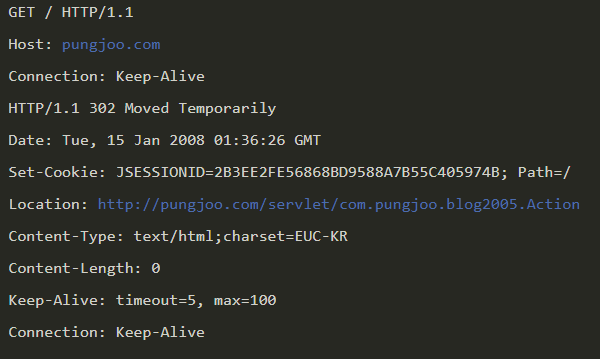 GET / HTTP/1.1
Host: pungjoo.com
Connection: Keep-Alive
HTTP/1.1 302 Moved Temporarily
Date: Tue, 15 Jan 2008 01:36:26 GMT
Set-Cookie: JSESSIONID=2B3EE2FE56868BD9588A7B55C405974B; Path=/
Location: http://pungjoo.com/servlet/com.pungjoo.blog2005.Action
Content-Type: text/html;charset=EUC-KR
Content-Length: 0
Keep-Alive: timeout=5, max=100
Connection: Keep-Alive